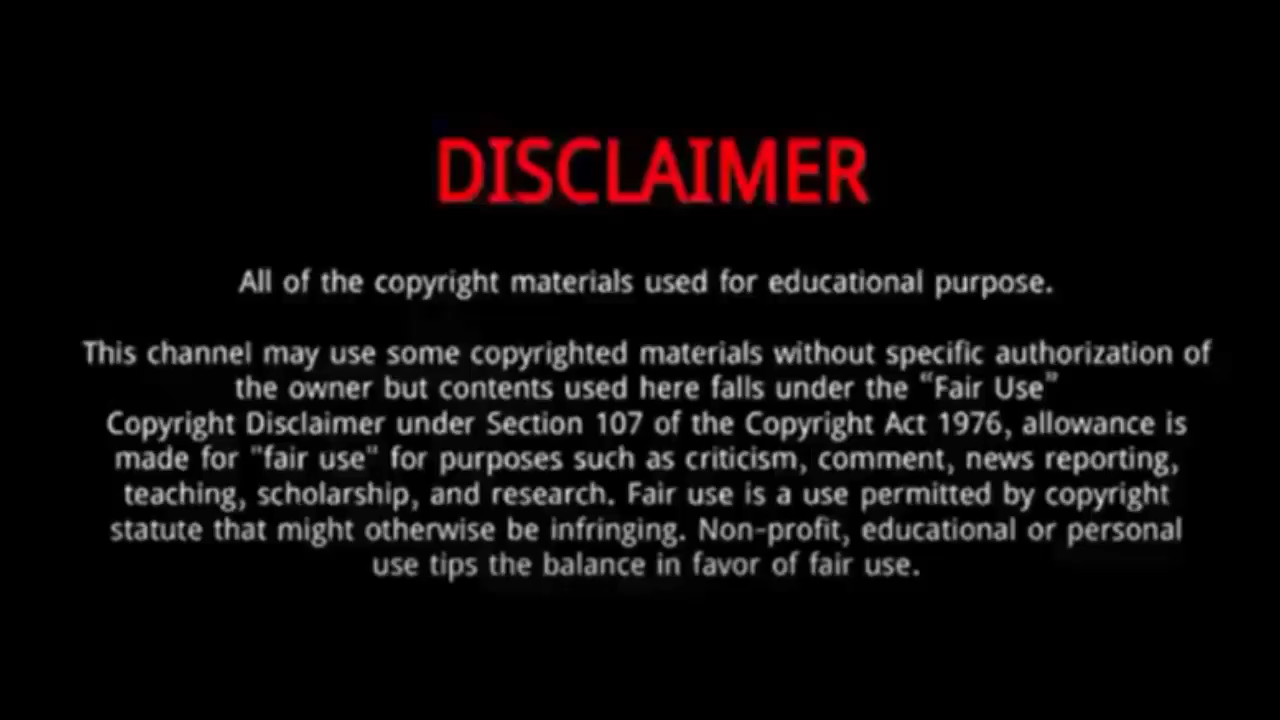 DISCLAIMER
All of the copyright materials used for educational purpose.
This channel may use some copyrighted materials without specific authorization of
the owner but contents used here falls under the “Fair Use”
Copyright Disclaimer under Section 107 of the Copyright Act 1976, allowance is
made for "fair use" for purposes such as criticism, comment, news reporting,
teaching, scholarship, and research. Fair use is a use permitted by copyright
statute that might otherwise be infringing. Non-profit, educational or personal
use tips the balance in favor of fair use.